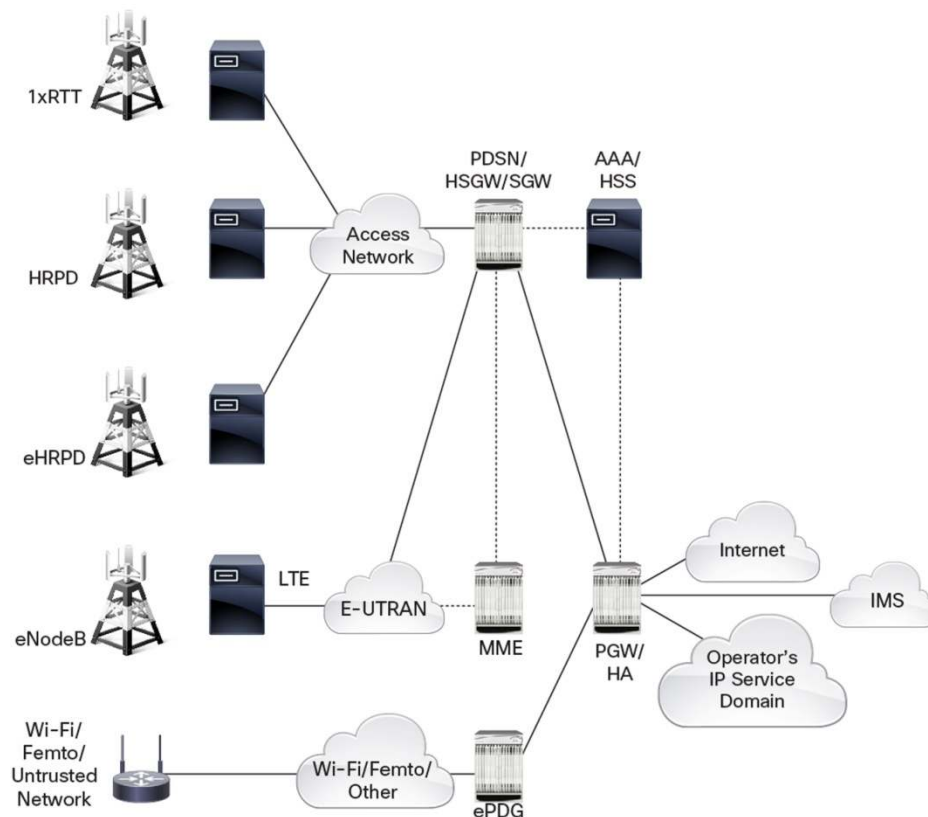 1xRTT
PDSN/
HSGW/SGW
AAA/
HSS
HRPD
Access
Network
eHRPD
LTE
eNodeB
E-UTRAN
MME
PGW/
HA
Internet
IMS
Operator's
IP Service
Domain
Wi-Fi/
Femto/
Untrusted
Network
Wi-Fi/Femto/
Other
ePDG